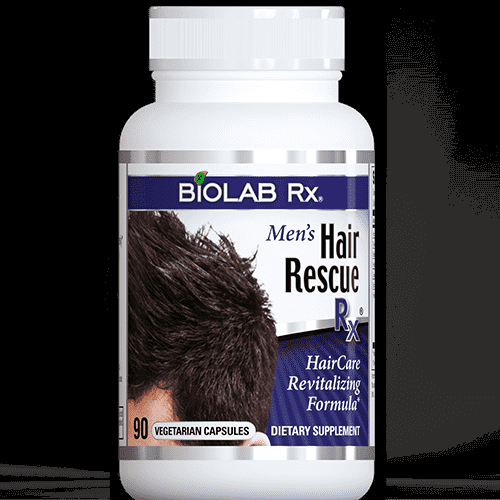 BiOLAB Rx®
Men's Hair
Rescue
Rx®
HairCare
Revitalizing
Formula*
90 VEGETARIAN CAPSULES
DIETARY SUPPLEMENT